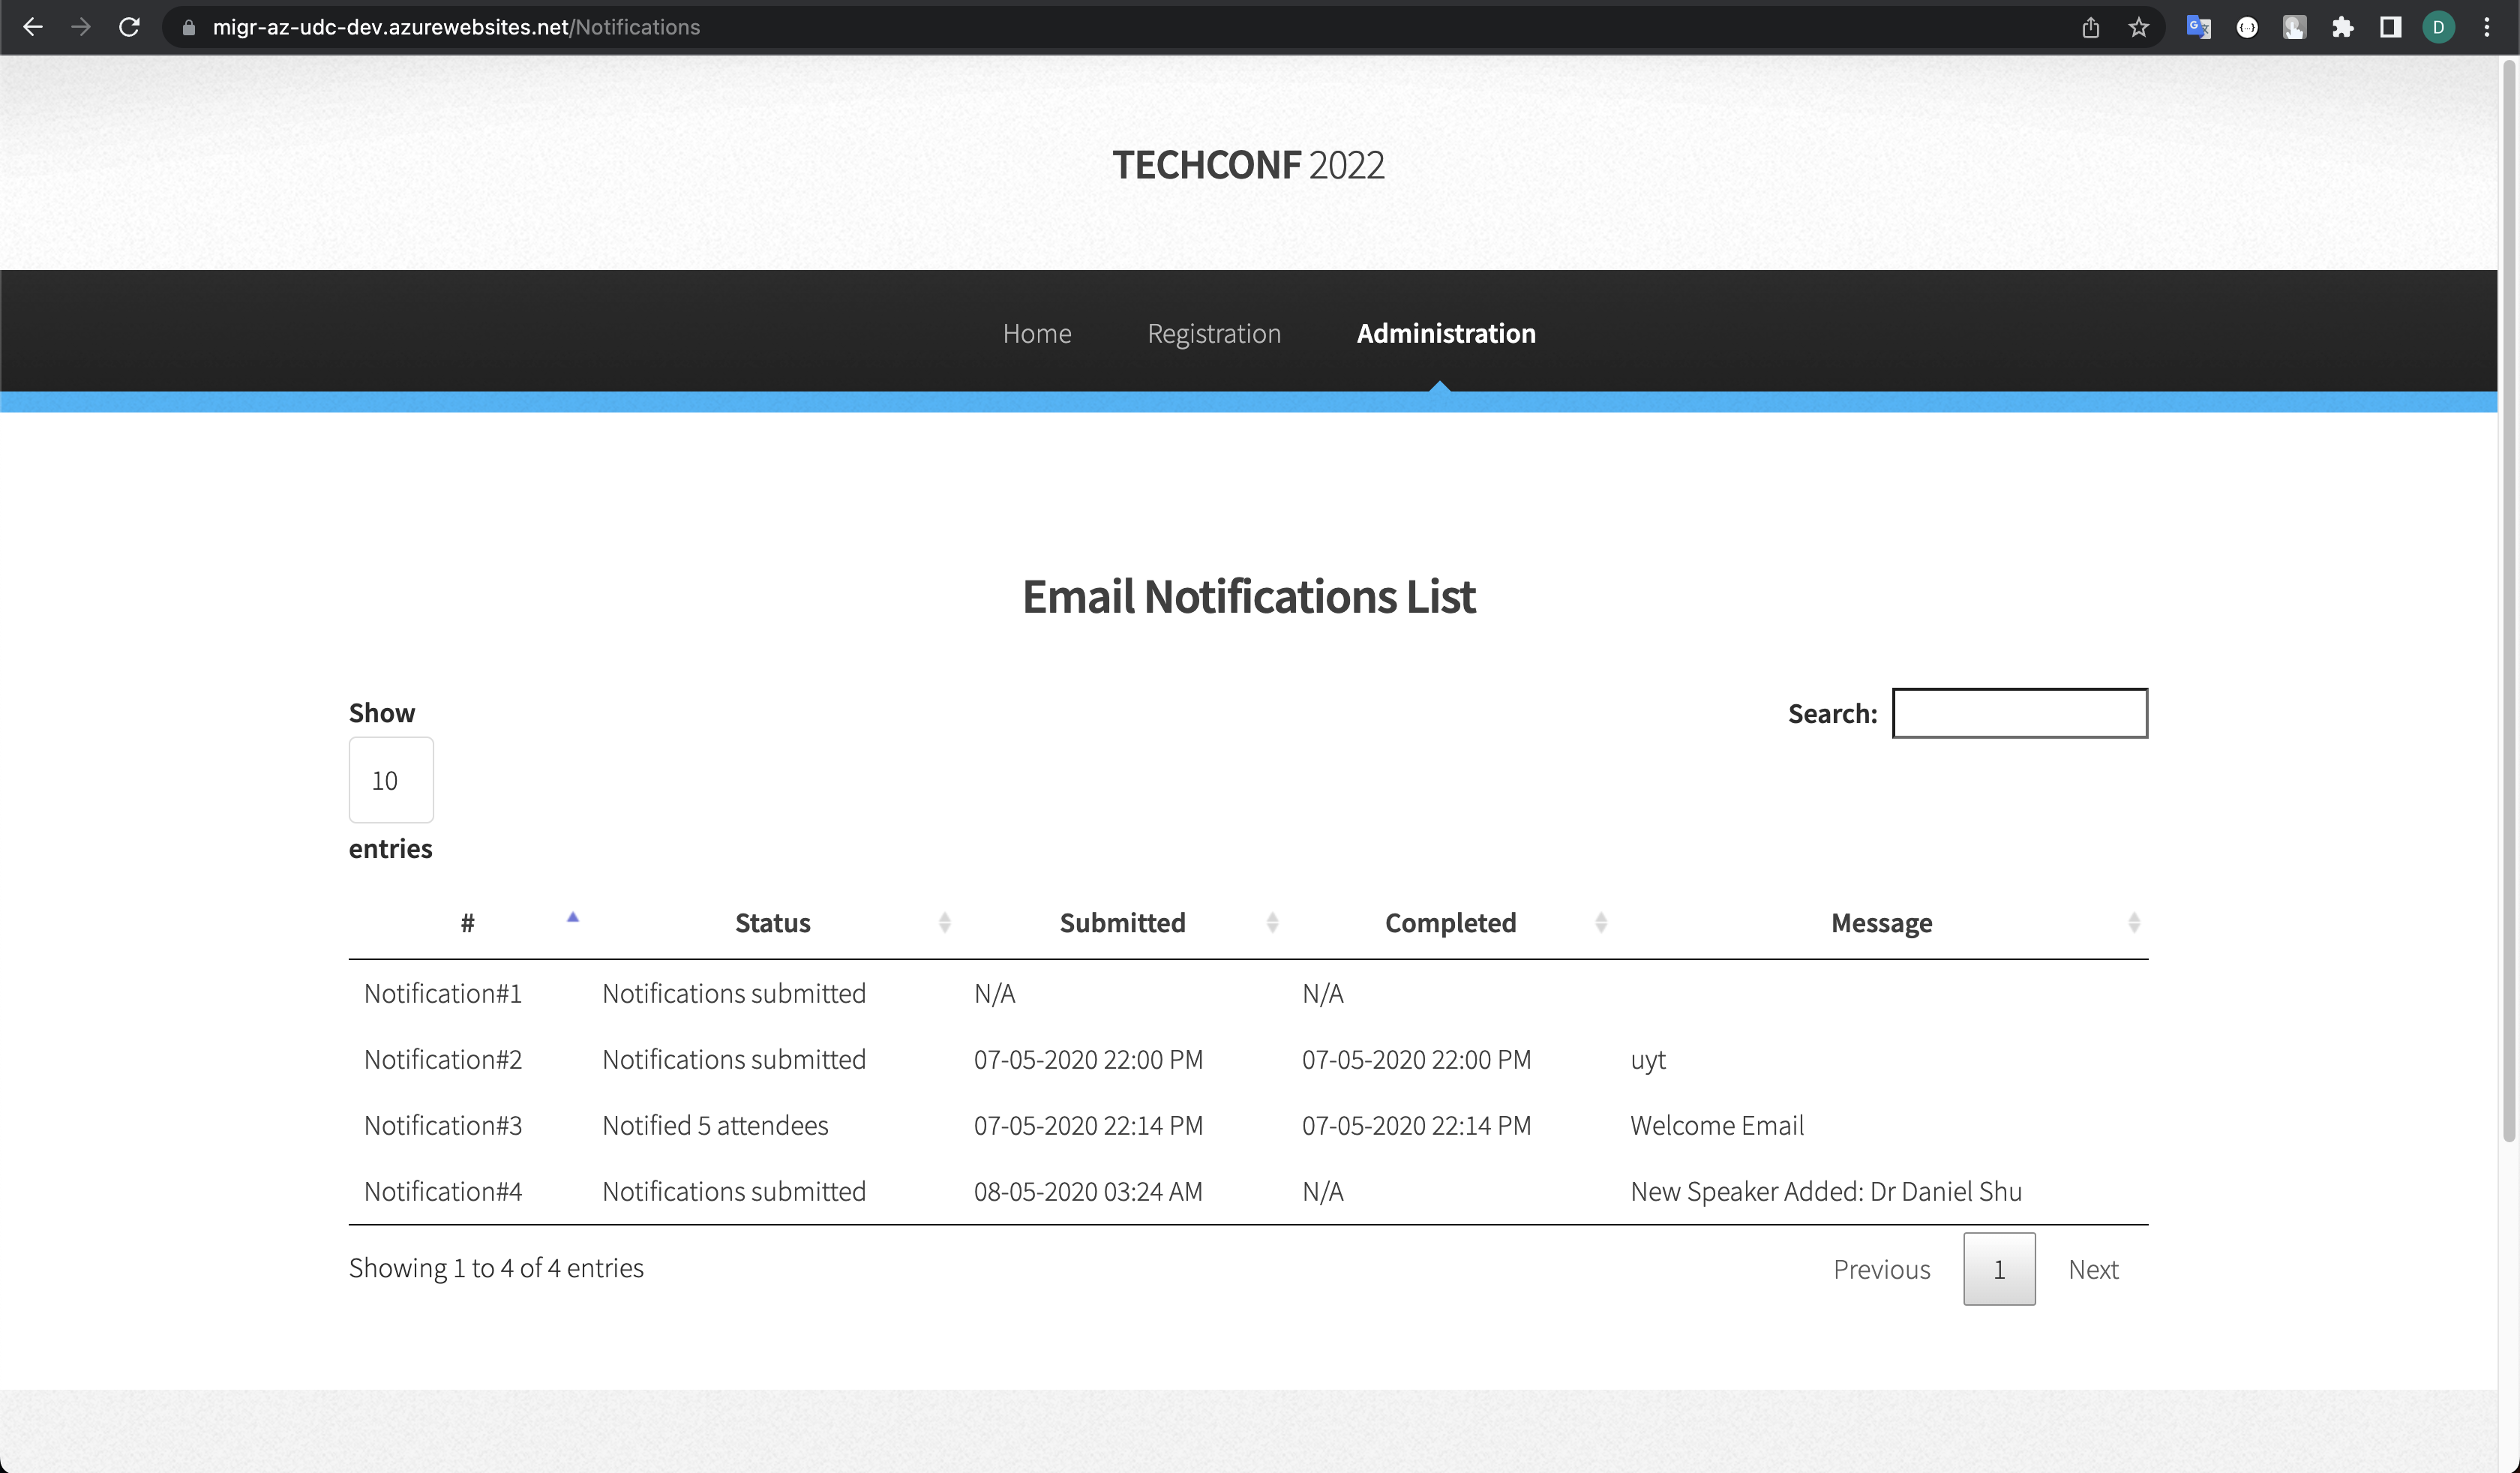 migr-az-udc-dev.azurewebsites.net/Notifications
D
TECHCONF 2022
Home Registration Administration
Email Notifications List
Show
10
entries
Search:
# Status Submitted Completed Message
Notification#1 Notifications submitted N/A N/A
Notification#2 Notifications submitted 07-05-2020 22:00 PM 07-05-2020 22:00 PM uyt
Notification#3 Notified 5 attendees 07-05-2020 22:14 PM 07-05-2020 22:14 PM Welcome Email
Notification#4 Notifications submitted 08-05-2020 03:24 AM N/A New Speaker Added: Dr Daniel Shu
Showing 1 to 4 of 4 entries
Previous 1 Next